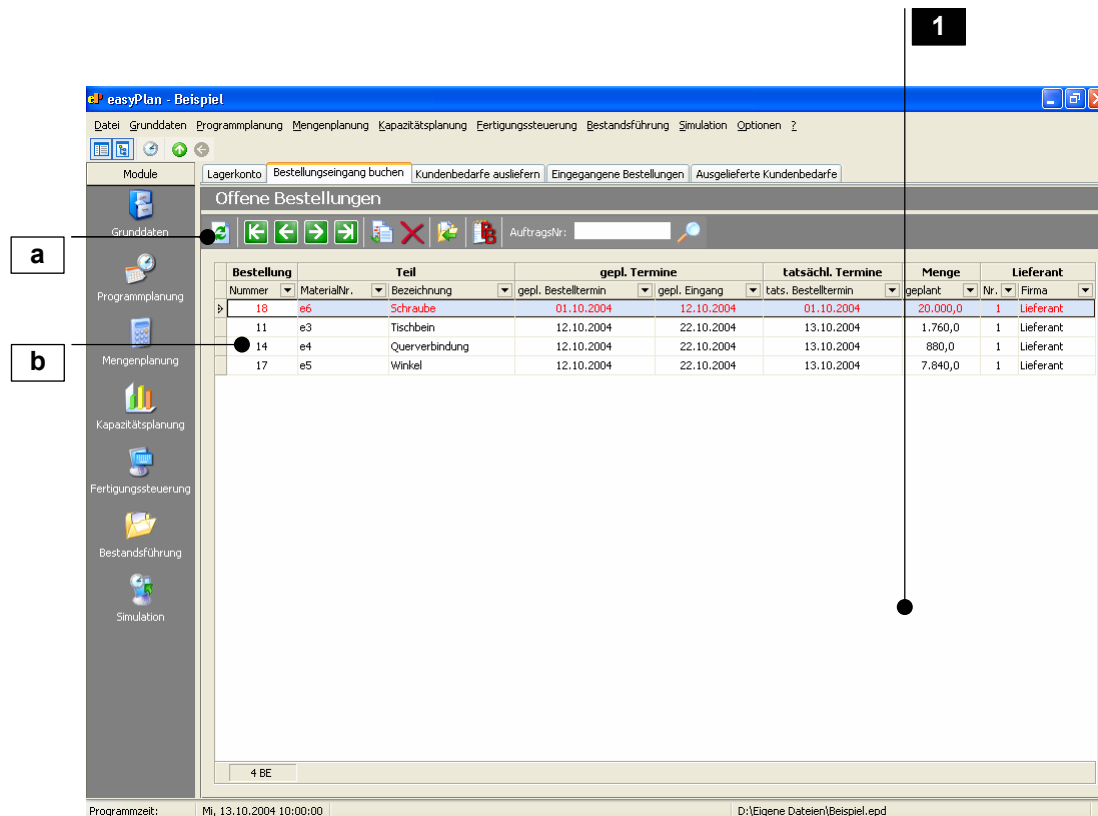 1
easyPlan - Beispiel
Datei Grunddaten Programmplanung Mengenplanung Kapazitätsplanung Fertigungssteuerung Bestandsführung Simulation Optionen ?
Module
Lagerkonto Bestellungseingang buchen Kundenbedarfe ausliefern Eingegangene Bestellungen Ausgelieferte Kundenbedarfe
Offene Bestellungen
Grunddaten
AuftragsNr:
a
Bestellung Teil gepl. Termine tatsächl. Termine Menge Lieferant
Nummer MaterialNr. Bezeichnung gepl. Bestelltermin gepl. Eingang tats. Bestelltermin geplant Nr. Firma
Programmplanung
18 e6 Schraube 01.10.2004 12.10.2004 01.10.2004 20.000,0 1 Lieferant
11 e3 Tischbein 12.10.2004 22.10.2004 13.10.2004 1.760,0 1 Lieferant
14 e4 Querverbindung 12.10.2004 22.10.2004 13.10.2004 880,0 1 Lieferant
b
Mengenplanung
17 e5 Winkel 12.10.2004 22.10.2004 13.10.2004 7.840,0 1 Lieferant
Kapazitätsplanung
Fertigungssteuerung
Bestandsführung
Simulation
4 BE
Programmzeit: Mi, 13.10.2004 10:00:00 D:\Eigene Dateien\Beispiel.epd